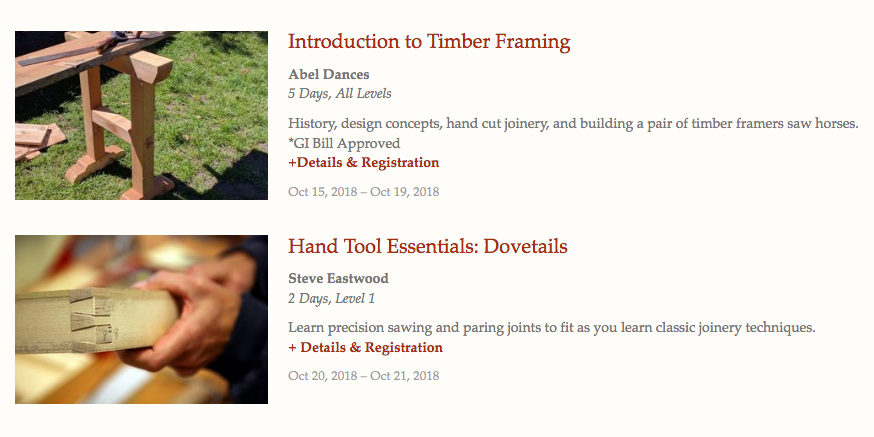 Introduction to Timber Framing
Abel Dances
5 Days, All Levels
History, design concepts, hand cut joinery, and building a pair of timber framers saw horses.
*GI Bill Approved
+Details & Registration
Oct 15, 2018 – Oct 19, 2018
Hand Tool Essentials: Dovetails
Steve Eastwood
2 Days, Level 1
Learn precision sawing and paring joints to fit as you learn classic joinery techniques.
+ Details & Registration
Oct 20, 2018 – Oct 21, 2018